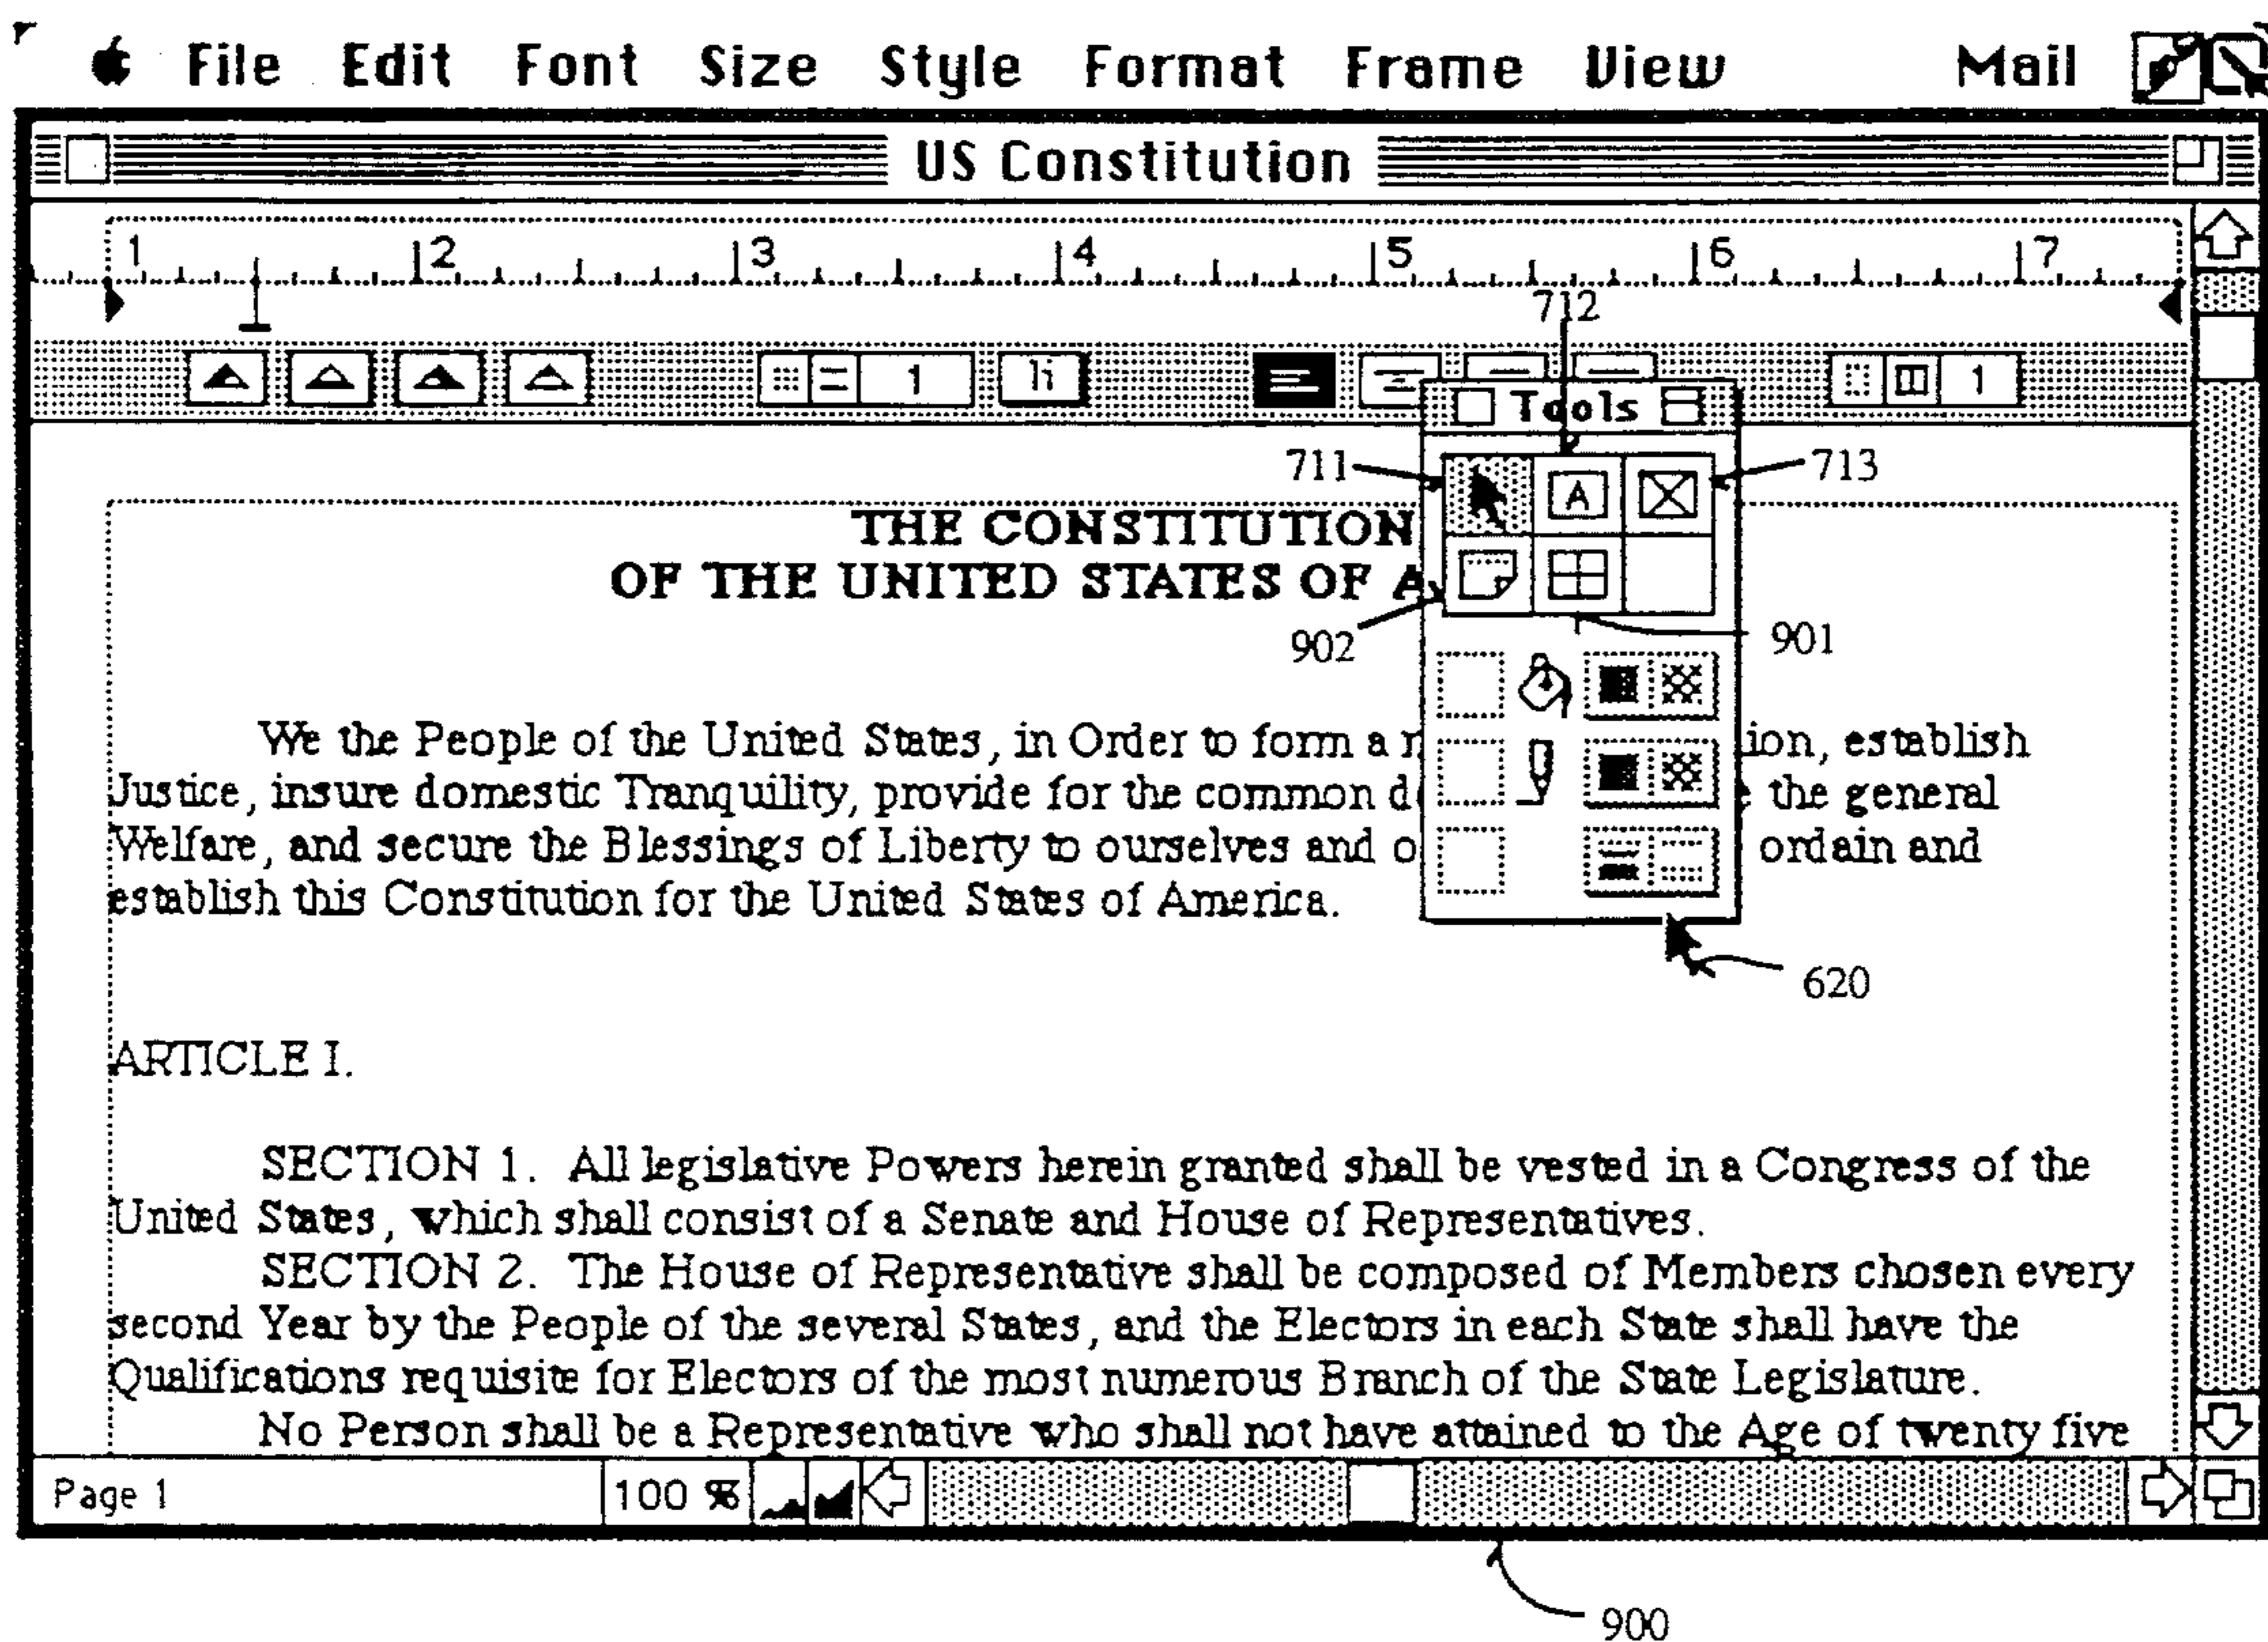 File Edit Font Size Style Format Frame View Mail
US Constitution
1 2 3 4 5 6 7
712
1 li 1
Tools
711 713
A
THE CONSTITUTION
OF THE UNITED STATES OF A
902 901
We the People of the United States, in Order to form a ion, establish
Justice, insure domestic Tranquility, provide for the common d the general
Welfare, and secure the Blessings of Liberty to ourselves and o ordain and
establish this Constitution for the United States of America.
620
ARTICLE I.
SECTION 1. All legislative Powers herein granted shall be vested in a Congress of the
United States, which shall consist of a Senate and House of Representatives.
SECTION 2. The House of Representative shall be composed of Members chosen every
second Year by the People of the several States, and the Electors in each State shall have the
Qualifications requisite for Electors of the most numerous Branch of the State Legislature.
No Person shall be a Representative who shall not have attained to the Age of twenty five
Page 1 100 %
900